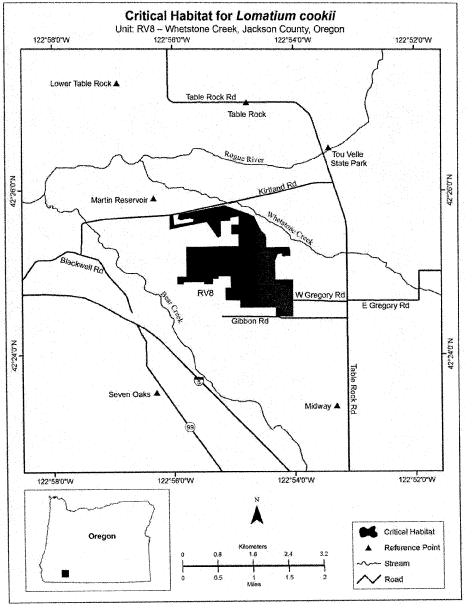 Critical Habitat for Lomatium cookii
Unit: RV8 – Whetstone Creek, Jackson County, Oregon
122°58'0"W 122°56'0"W 122°54'0"W 122°52'0"W
Lower Table Rock
Table Rock Rd
Table Rock
Rogue River
Tou Velle
State Park
42°26'0"N
42°26'0"N
Kirtland Rd
Martin Reservoir
Whetstone Creek
Blackwell Rd
RV8
Bear Creek
W Gregory Rd
E Gregory Rd
Gibbon Rd
42°24'0"N
42°24'0"N
Table Rock Rd
5
Seven Oaks
Midway
99
122°58'0"W 122°56'0"W 122°54'0"W 122°52'0"W
Oregon
N
Kilometers
0 0.8 1.6 2.4 3.2
0 0.5 1 1.5 2
Miles
Critical Habitat
Reference Point
Stream
Road